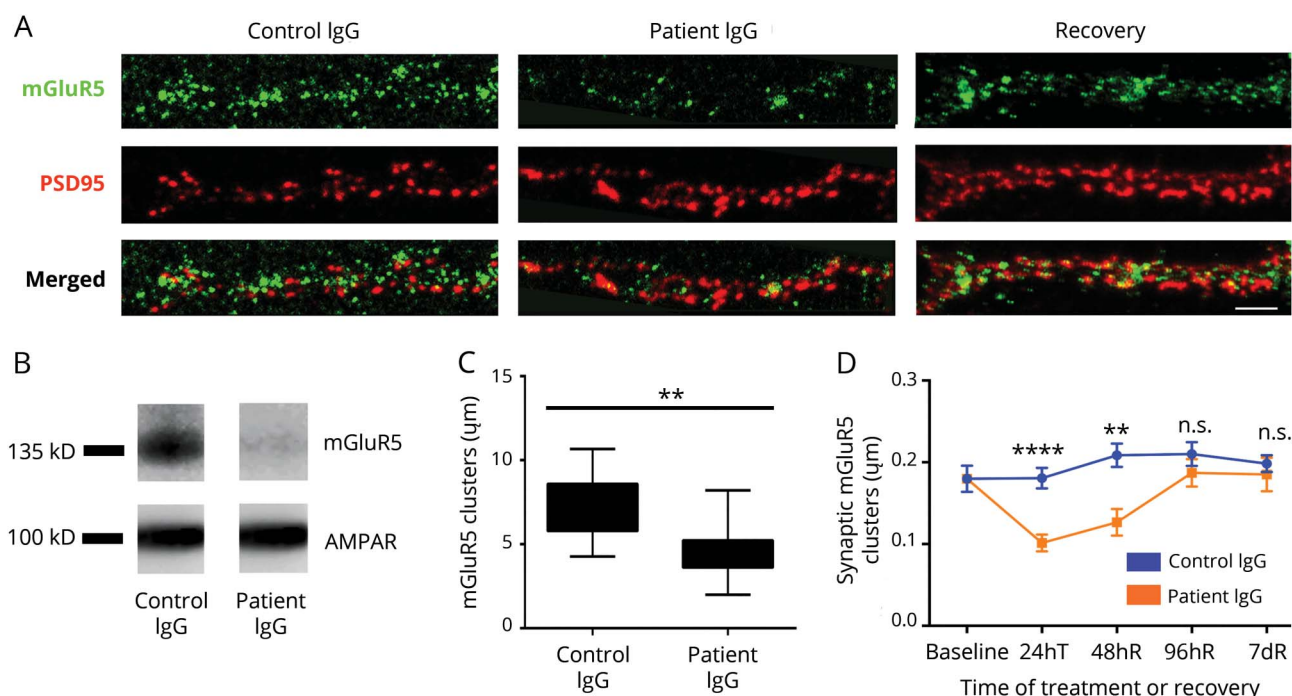 A
Control IgG
Patient IgG
Recovery
mGluR5
PSD95
Merged
B
135 kD
mGluR5
100 kD
AMPAR
Control
IgG
Patient
IgG
C
mGluR5 clusters (ųm)
15
10
5
0
**
Control
IgG
Patient
IgG
D
Synaptic mGluR5
clusters (ųm)
0.3
0.2
0.1
0.0
****
**
n.s.
n.s.
Control IgG
Patient IgG
Baseline 24hT 48hR 96hR 7dR
Time of treatment or recovery